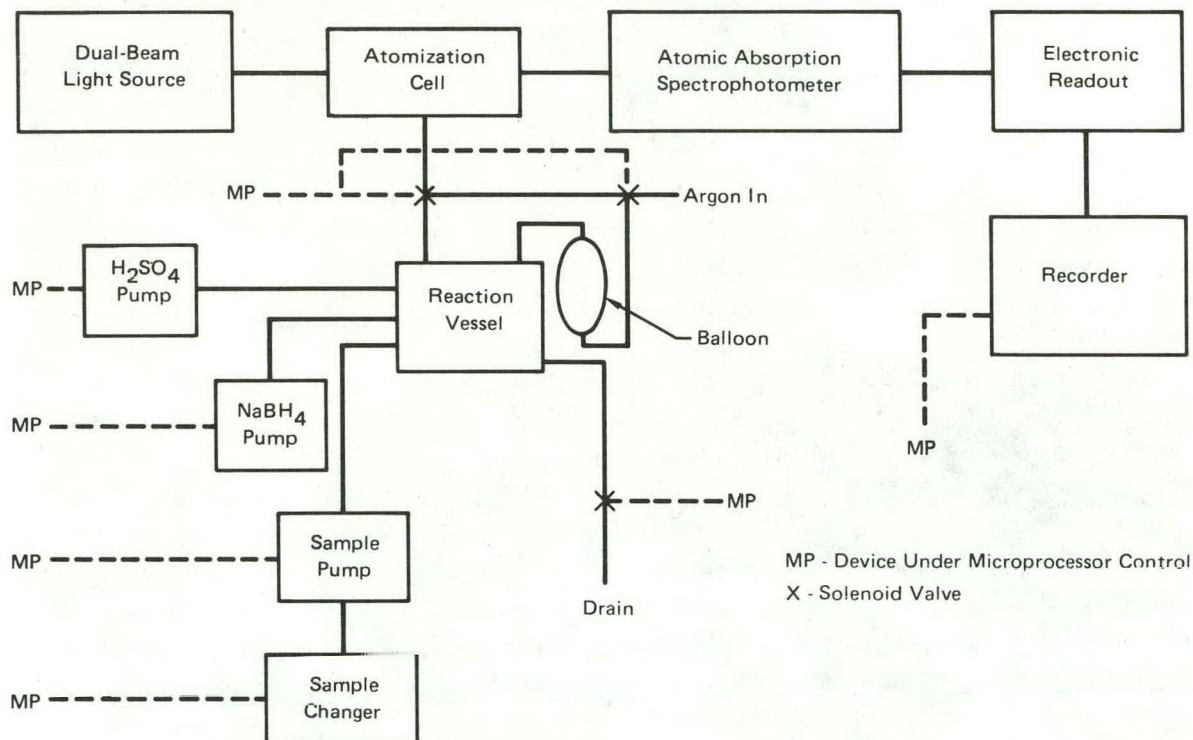 Dual-Beam
Light Source
Atomization
Cell
Atomic Absorption
Spectrophotometer
Electronic
Readout
MP
Argon In
H₂SO₄
Pump
MP
Reaction
Vessel
Recorder
Balloon
NaBH₄
Pump
MP
MP
MP
Sample
Pump
MP
MP - Device Under Microprocessor Control
X - Solenoid Valve
Drain
Sample
Changer
MP